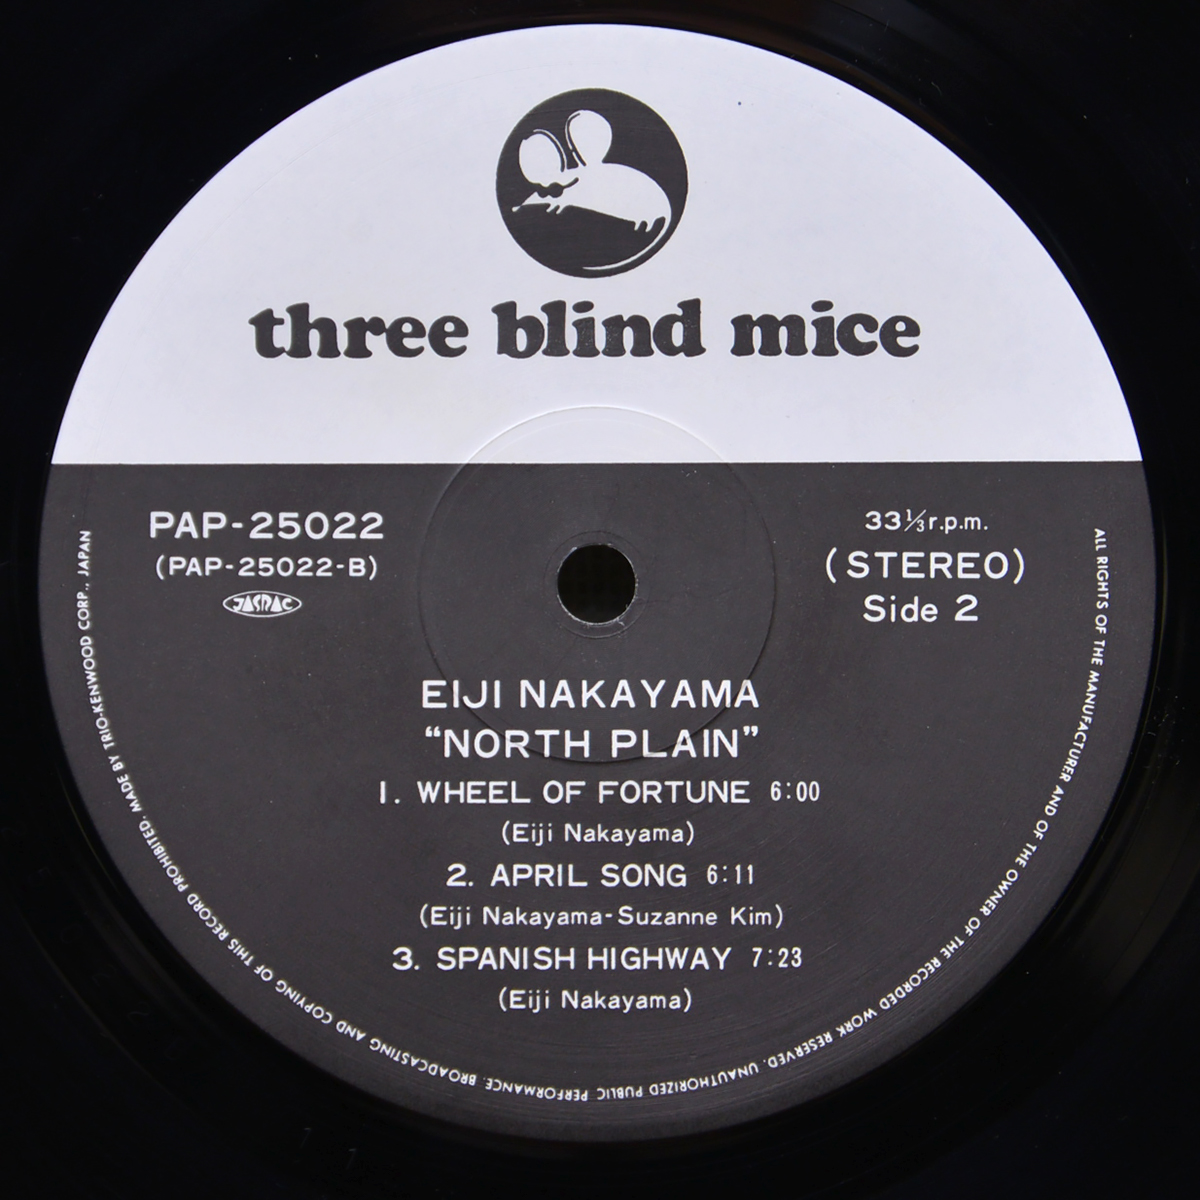 three blind mice
PAP-25022
(PAP-25022-B)
JASRAC
33⅓ r.p.m.
(STEREO)
Side 2
EIJI NAKAYAMA
“NORTH PLAIN”
1. WHEEL OF FORTUNE 6:00
(Eiji Nakayama)
2. APRIL SONG 6:11
(Eiji Nakayama-Suzanne Kim)
3. SPANISH HIGHWAY 7:23
(Eiji Nakayama)
ALL RIGHTS OF THE MANUFACTURER AND OF THE OWNER OF THE RECORDED WORK RESERVED. UNAUTHORIZED PUBLIC PERFORMANCE. BROADCASTING AND COPYING OF THIS RECORD PROHIBITED. MADE BY TRIO-KENWOOD CORP., JAPAN